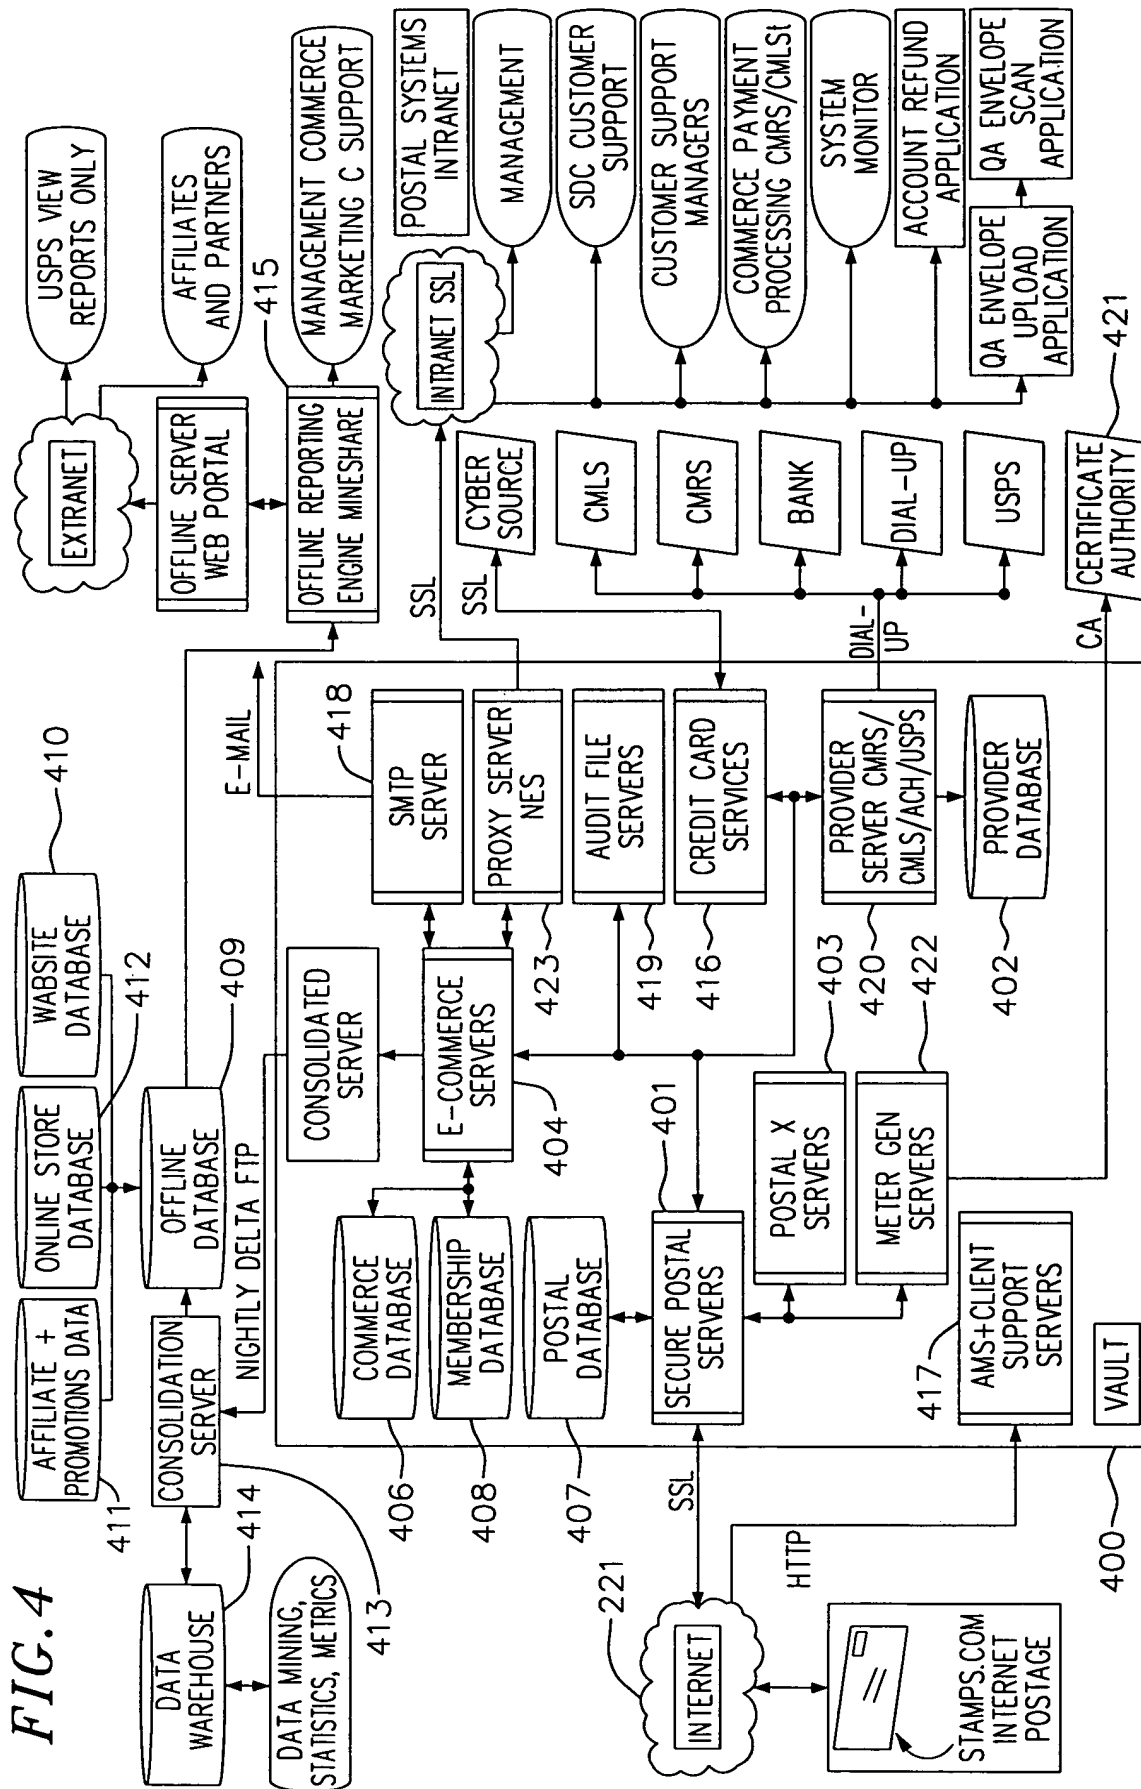 FIG. 4
AFFILIATE +
PROMOTIONS DATA
411
ONLINE STORE
DATABASE
412
WABSITE
DATABASE
410
DATA
WAREHOUSE
414
CONSOLIDATION
SERVER
413
OFFLINE
DATABASE
409
DATA MINING,
STATISTICS, METRICS
NIGHTLY DELTA FTP
E-MAIL
EXTRANET
USPS VIEW
REPORTS ONLY
AFFILIATES
AND PARTNERS
OFFLINE SERVER
WEB PORTAL
OFFLINE REPORTING
ENGINE MINESHARE
415
MANAGEMENT COMMERCE
MARKETING C SUPPORT
COMMERCE
DATABASE
406
MEMBERSHIP
DATABASE
408
POSTAL
DATABASE
407
CONSOLIDATED
SERVER
E-COMMERCE
SERVERS
404
SMTP
SERVER
418
PROXY SERVER
NES
423
AUDIT FILE
SERVERS
419
CREDIT CARD
SERVICES
416
SSL
SSL
INTRANET SSL
POSTAL SYSTEMS
INTRANET
MANAGEMENT
SDC CUSTOMER
SUPPORT
CUSTOMER SUPPORT
MANAGERS
COMMERCE PAYMENT
PROCESSING CMRS/CMLSt
SYSTEM
MONITOR
ACCOUNT REFUND
APPLICATION
QA ENVELOPE
UPLOAD
APPLICATION
QA ENVELOPE
SCAN
APPLICATION
CYBER
SOURCE
CMLS
CMRS
BANK
DIAL-UP
USPS
CERTIFICATE
AUTHORITY
421
CA
DIAL-
UP
PROVIDER
SERVER CMRS/
CMLS/ACH/USPS
420
PROVIDER
DATABASE
402
SECURE POSTAL
SERVERS
401
POSTAL X
SERVERS
403
METER GEN
SERVERS
422
AMS+CLIENT
SUPPORT
SERVERS
417
VAULT
400
INTERNET
221
SSL
HTTP
STAMPS.COM
INTERNET
POSTAGE